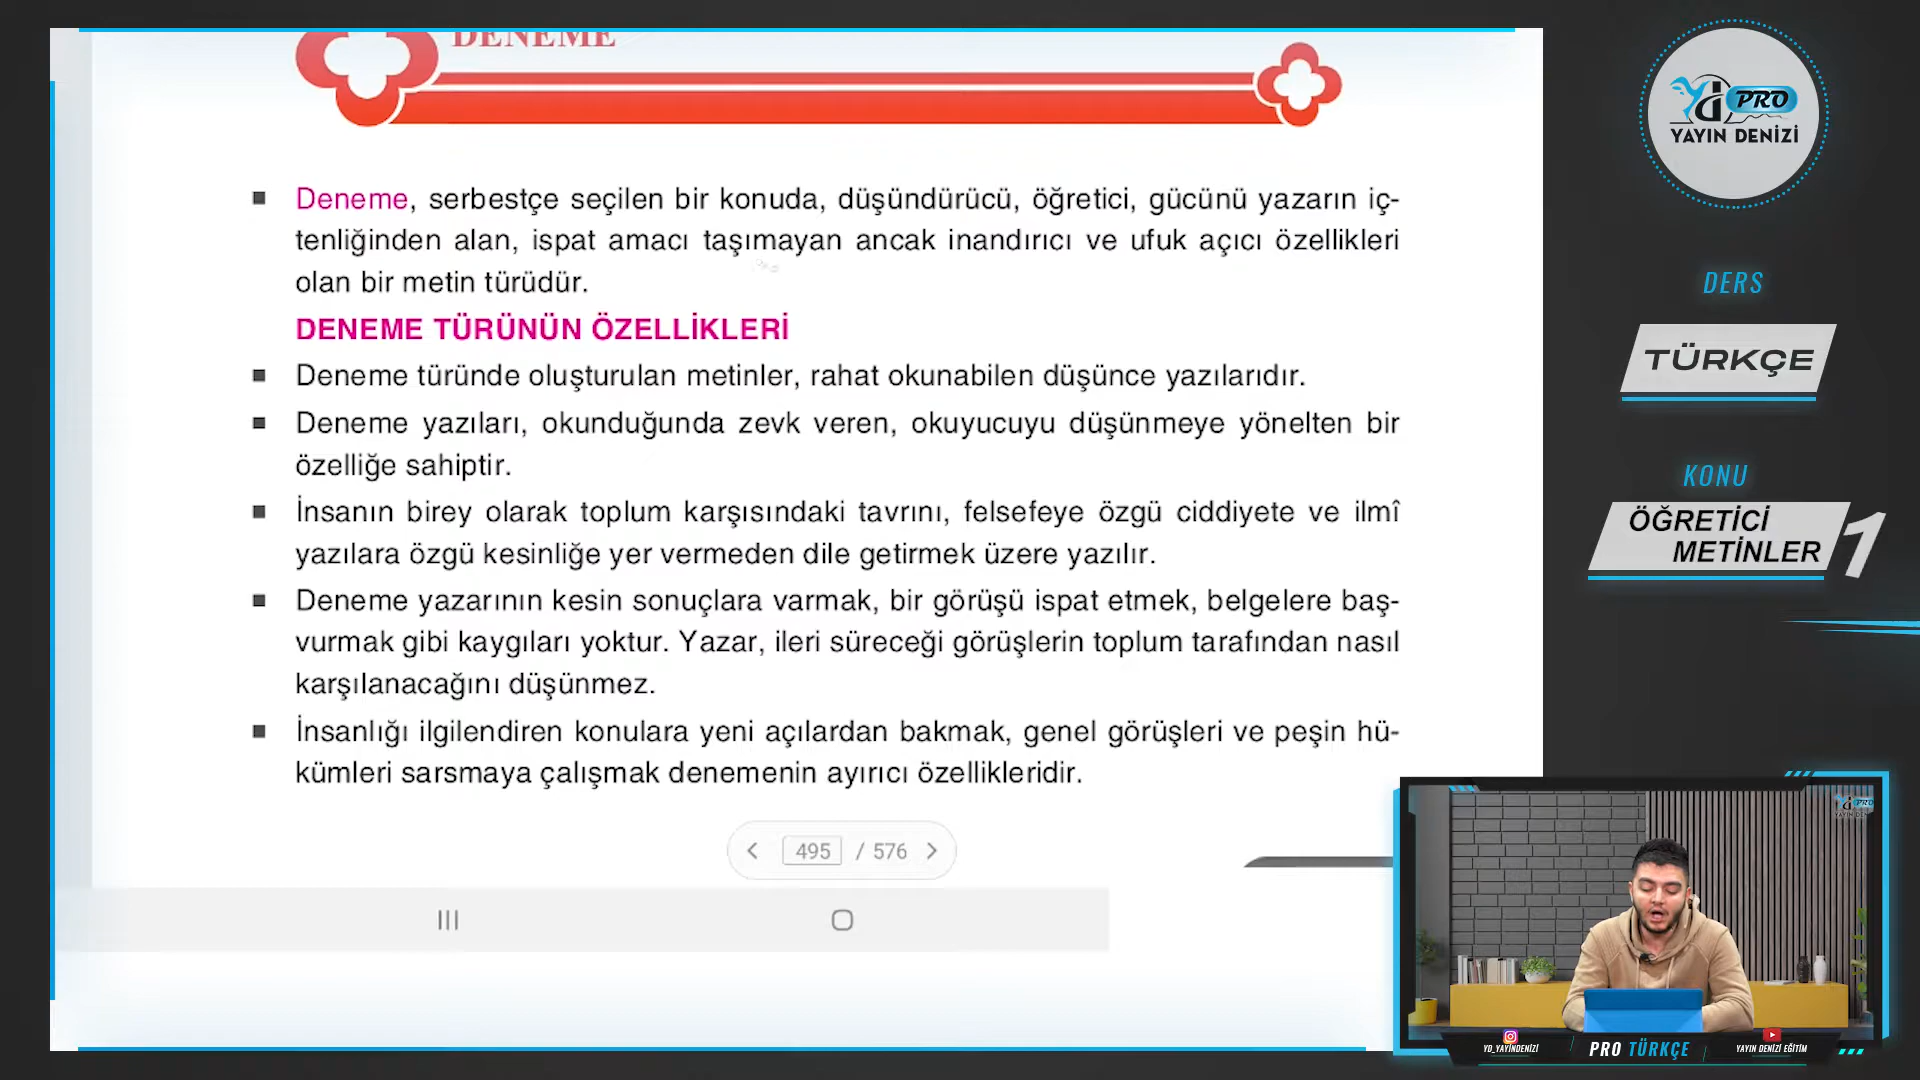 DENEME
Deneme, serbestçe seçilen bir konuda, düşündürücü, öğretici, gücünü yazarın iç-
tenliğinden alan, ispat amacı taşımayan ancak inandırıcı ve ufuk açıcı özellikleri
olan bir metin türüdür.
DENEME TÜRÜNÜN ÖZELLİKLERİ
Deneme türünde oluşturulan metinler, rahat okunabilen düşünce yazılarıdır.
Deneme yazıları, okunduğunda zevk veren, okuyucuyu düşünmeye yönelten bir
özelliğe sahiptir.
İnsanın birey olarak toplum karşısındaki tavrını, felsefeye özgü ciddiyete ve ilmî
yazılara özgü kesinliğe yer vermeden dile getirmek üzere yazılır.
Deneme yazarının kesin sonuçlara varmak, bir görüşü ispat etmek, belgelere baş-
vurmak gibi kaygıları yoktur. Yazar, ileri süreceği görüşlerin toplum tarafından nasıl
karşılanacağını düşünmez.
İnsanlığı ilgilendiren konulara yeni açılardan bakmak, genel görüşleri ve peşin hü-
kümleri sarsmaya çalışmak denemenin ayırıcı özellikleridir.
495 / 576
yd PRO
YAYIN DENİZİ
DERS
TÜRKÇE
KONU
ÖĞRETİCİ
METİNLER 1
YD_YAYINDENIZI
PRO TÜRKÇE
YAYIN DENİZİ EĞİTİM